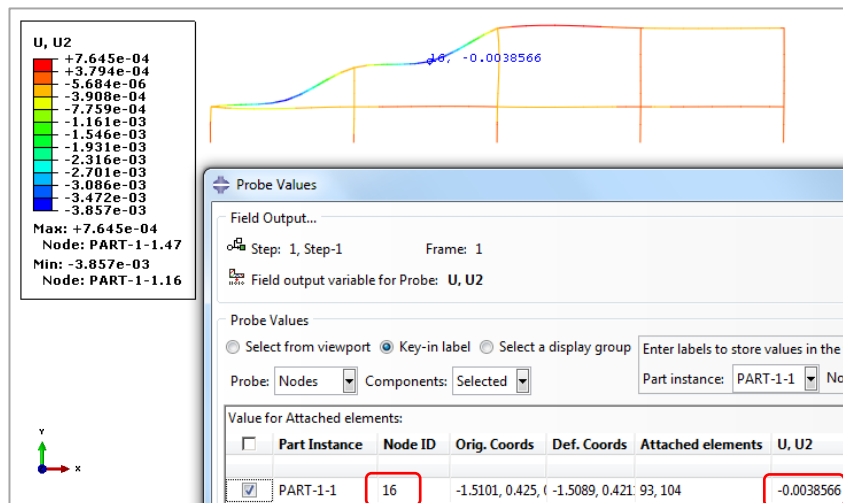 U, U2
+7.645e-04
+3.794e-04
-5.684e-06
-3.908e-04
-7.759e-04
-1.161e-03
-1.546e-03
-1.931e-03
-2.316e-03
-2.701e-03
-3.086e-03
-3.472e-03
-3.857e-03
Max: +7.645e-04
Node: PART-1-1.47
Min: -3.857e-03
Node: PART-1-1.16
16, -0.0038566
Y
X
Probe Values
Field Output...
Step: 1, Step-1 Frame: 1
Field output variable for Probe: U, U2
Probe Values
Select from viewport Key-in label Select a display group Enter labels to store values in the
Probe: Nodes Components: Selected Part instance: PART-1-1 No
Value for Attached elements:
Part Instance Node ID Orig. Coords Def. Coords Attached elements U, U2
PART-1-1 16 -1.5101, 0.425, ( -1.5089, 0.421 93, 104 -0.0038566